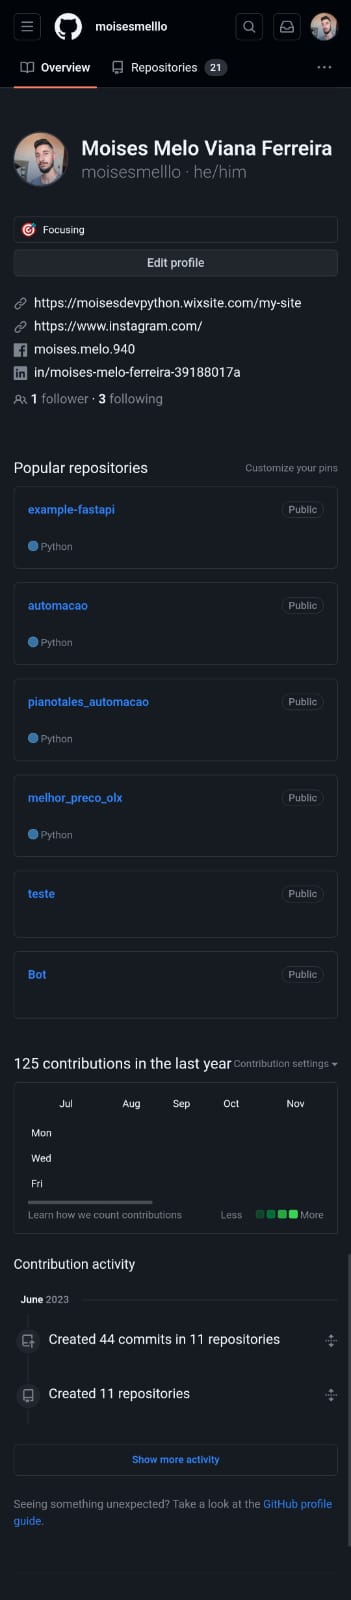 moisesmelllo
Overview
Repositories 21
Moises Melo Viana Ferreira
moisesmelllo · he/him
Focusing
Edit profile
https://moisesdevpython.wixsite.com/my-site
https://www.instagram.com/
moises.melo.940
in/moises-melo-ferreira-39188017a
1 follower · 3 following
Popular repositories Customize your pins
example-fastapi Public
Python
automacao Public
Python
pianotales_automacao Public
Python
melhor_preco_olx Public
Python
teste Public
Bot Public
125 contributions in the last year Contribution settings
Jul Aug Sep Oct Nov
Mon
Wed
Fri
Learn how we count contributions Less More
Contribution activity
June 2023
Created 44 commits in 11 repositories
Created 11 repositories
Show more activity
Seeing something unexpected? Take a look at the GitHub profile
guide.